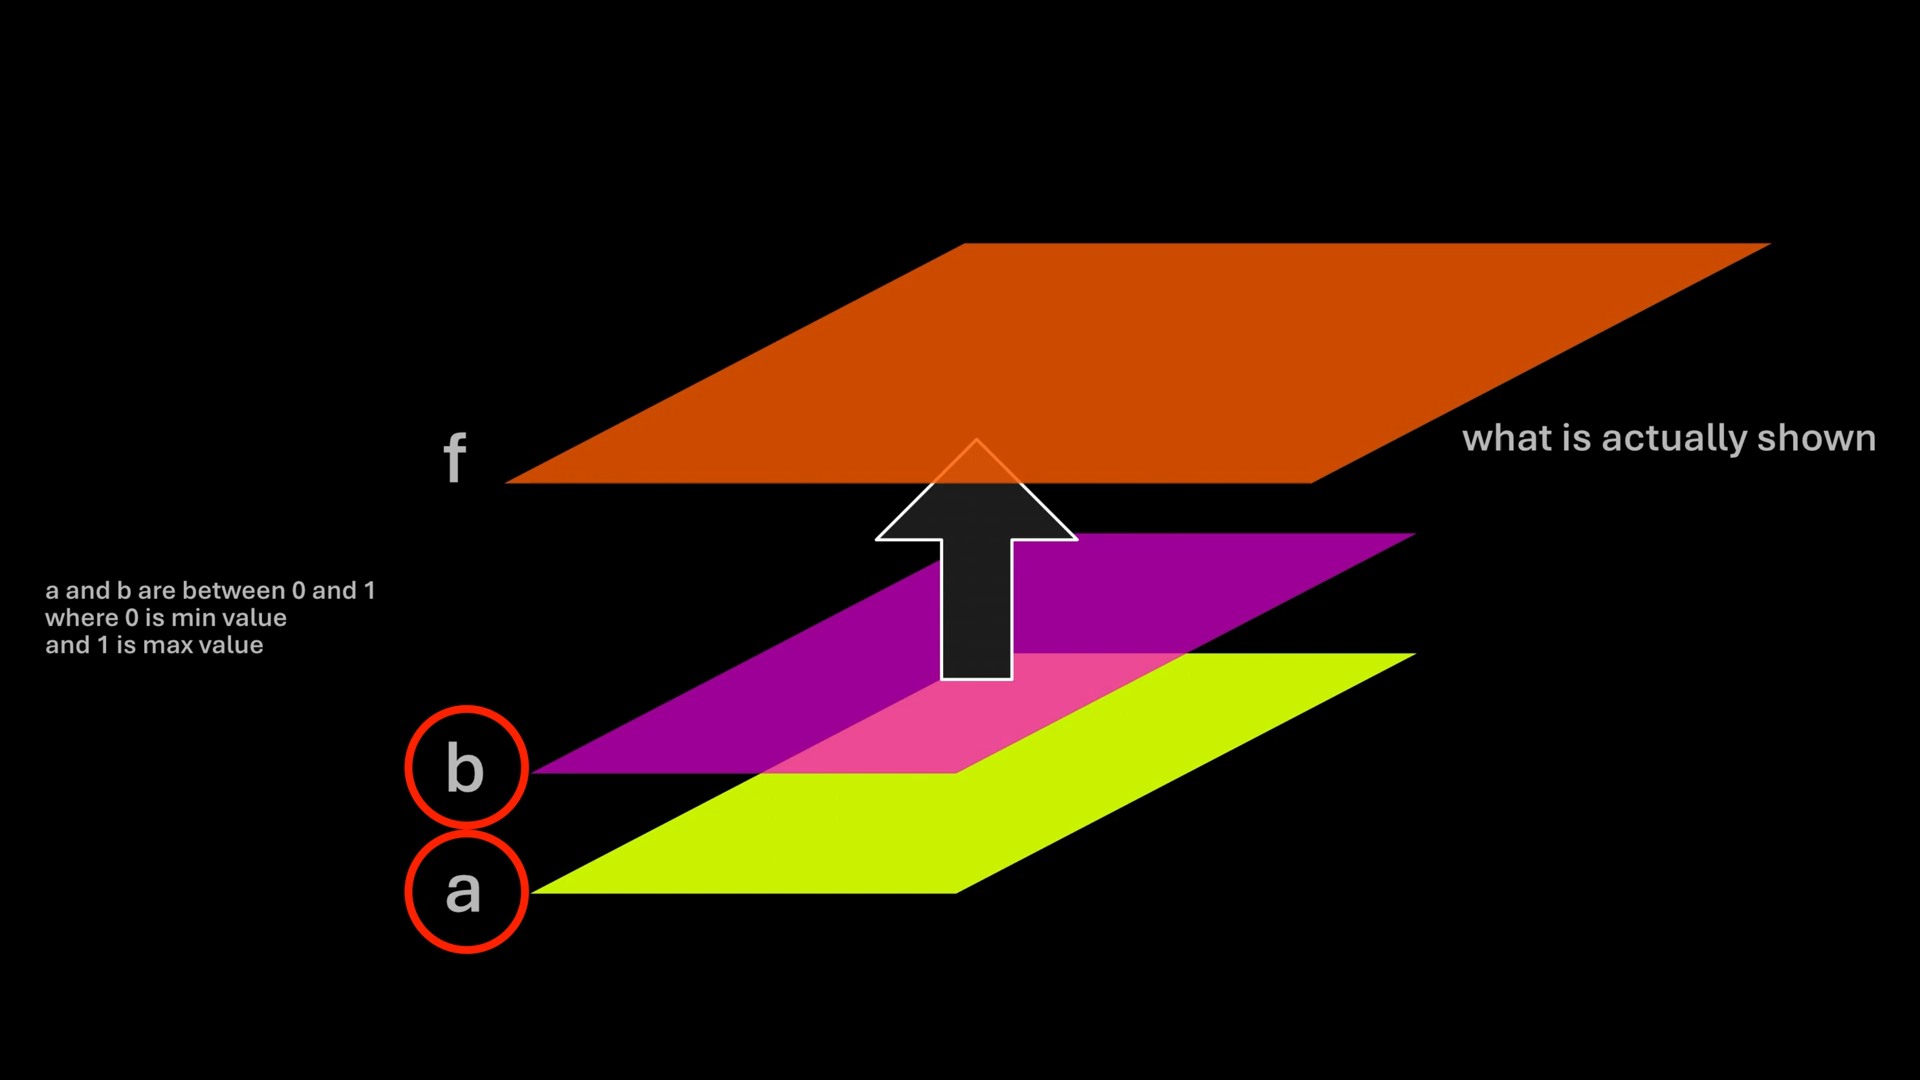 f
what is actually shown
a and b are between 0 and 1
where 0 is min value
and 1 is max value
b
a